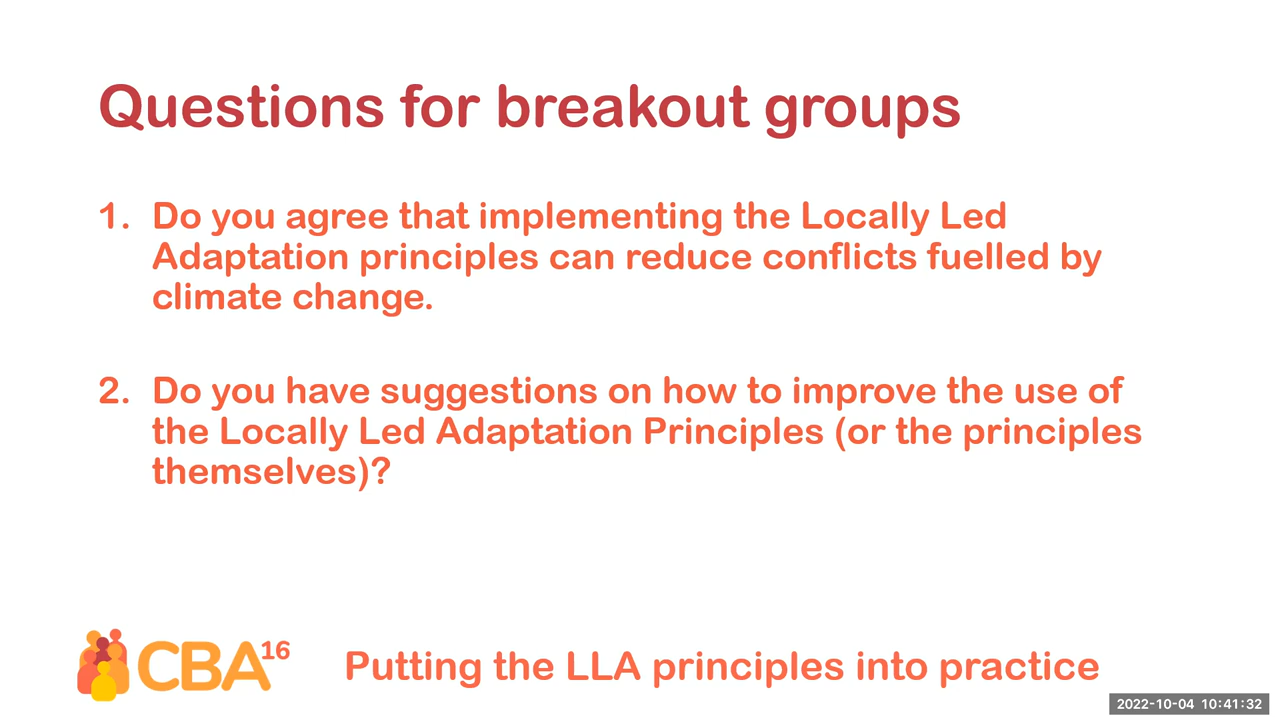 Questions for breakout groups
1. Do you agree that implementing the Locally Led
Adaptation principles can reduce conflicts fuelled by
climate change.
2. Do you have suggestions on how to improve the use of
the Locally Led Adaptation Principles (or the principles
themselves)?
CBA16
Putting the LLA principles into practice
2022-10-04 10:41:32